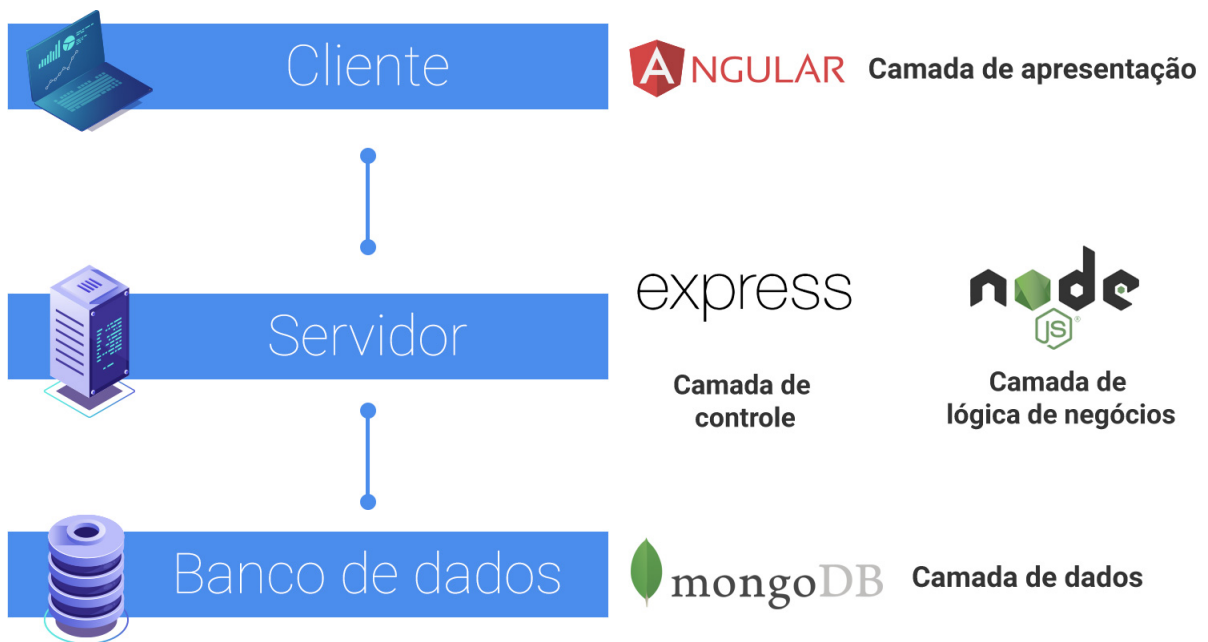 Cliente
ANGULAR Camada de apresentação
express
node
JS
Servidor
Camada de
controle
Camada de
lógica de negócios
Banco de dados
mongoDB Camada de dados